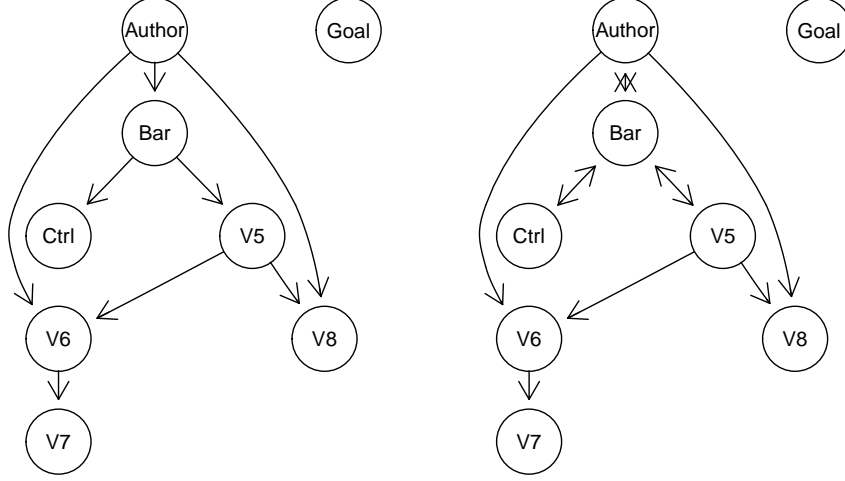 Author
Goal
Bar
Ctrl
V5
V6
V8
V7
Author
Goal
Bar
Ctrl
V5
V6
V8
V7